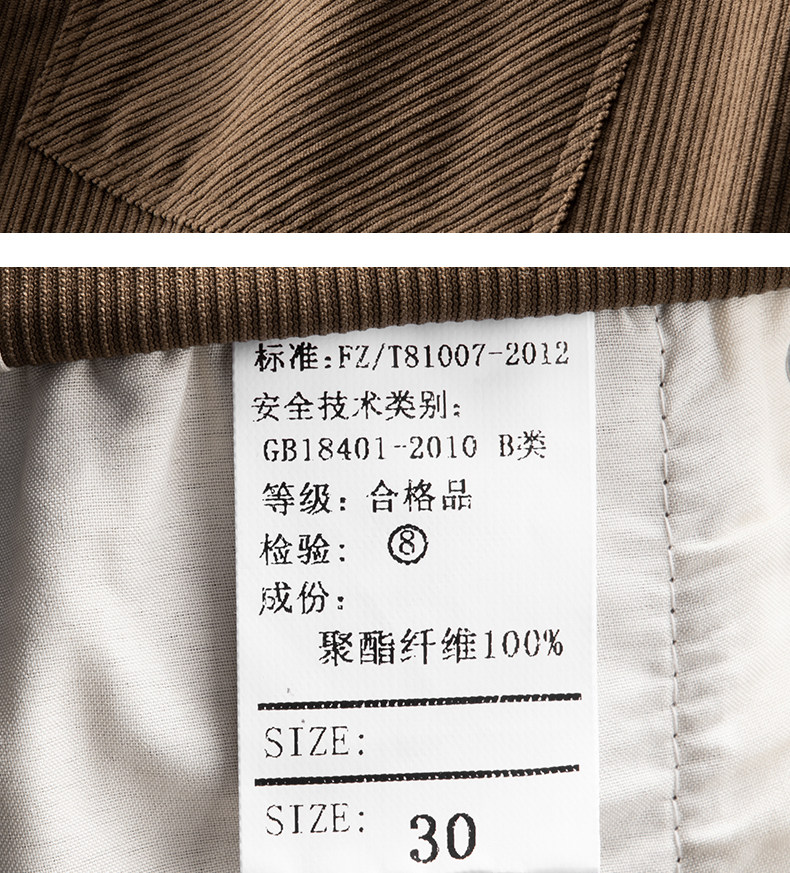 标准:FZ/T81007-2012
安全技术类别:
GB18401-2010 B类
等级: 合格品
检验: ⑧
成份:
聚酯纤维100%
SIZE:
SIZE: 30